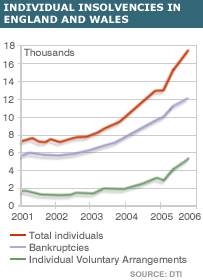 INDIVIDUAL INSOLVENCIES IN
ENGLAND AND WALES
18
Thousands
16
14
12
10
8
6
4
2
0
2001 2002 2003 2004 2005 2006
Total individuals
Bankruptcies
Individual Voluntary Arrangements
SOURCE: DTI